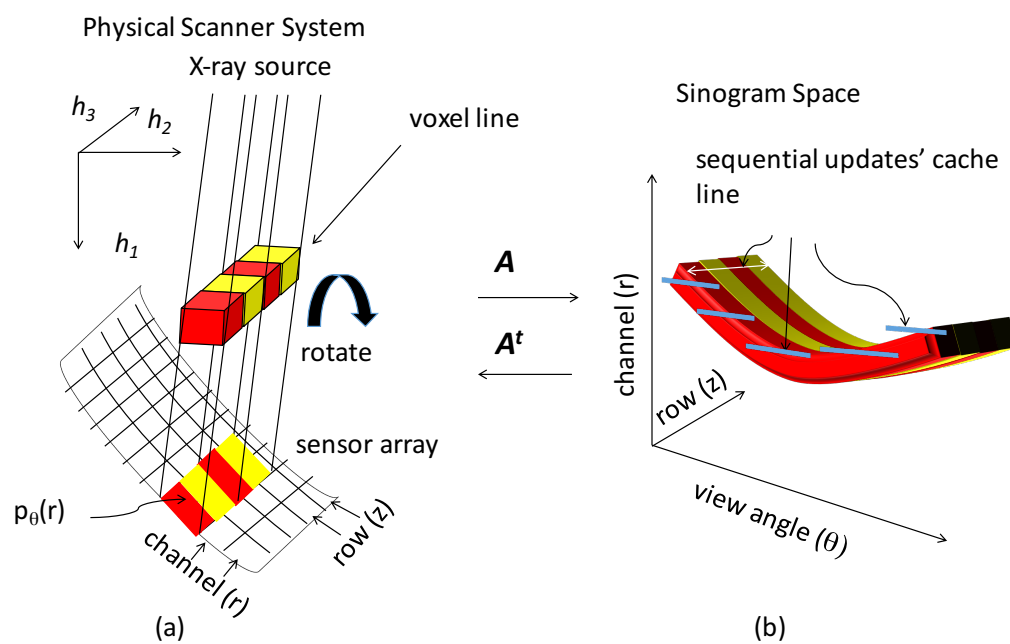 Physical Scanner System
X-ray source
h3
h2
h1
voxel line
rotate
sensor array
pθ(r)
channel (r)
row (z)
(a)
A
Aᵗ
Sinogram Space
sequential updates’ cache
line
channel (r)
row (z)
view angle (θ)
(b)